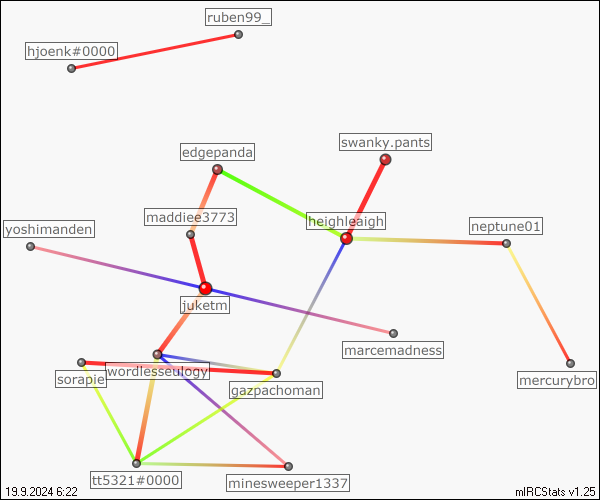 ruben99_
hjoenk#0000
swanky.pants
edgepanda
maddiee3773
heighleaigh
neptune01
yoshimanden
juketm
marcemadness
wordlesseulogy
sorapie
gazpachoman
mercurybro
tt5321#0000
minesweeper1337
19.9.2024 6:22
mIRCStats v1.25